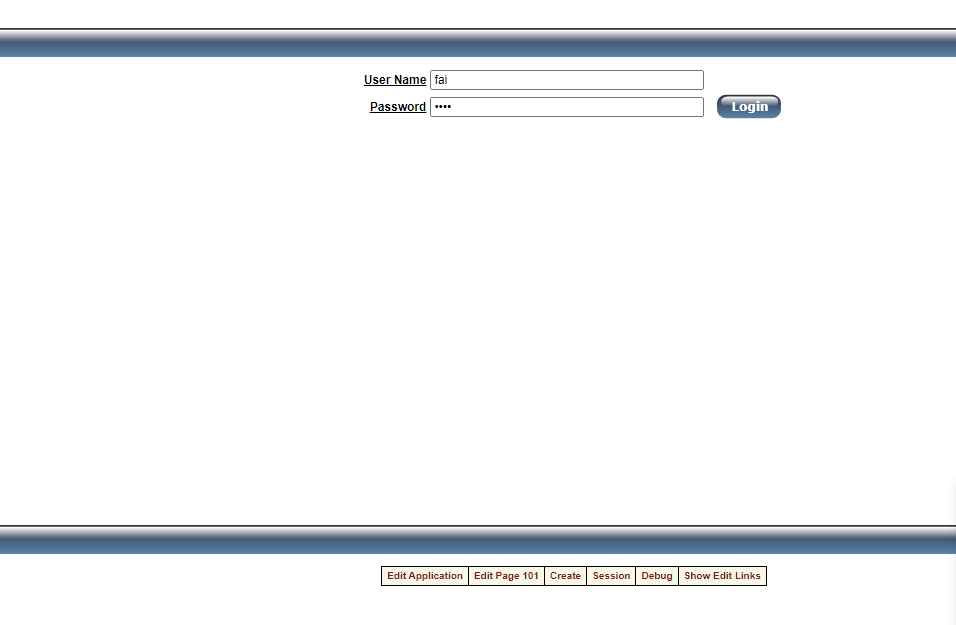 User Name fai
Password •••• Login
Edit Application Edit Page 101 Create Session Debug Show Edit Links